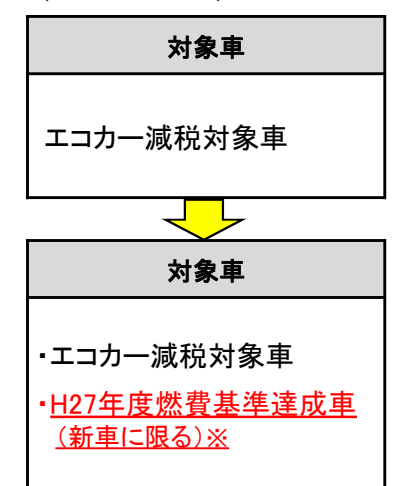 対象車
エコカー減税対象車
対象車
・エコカー減税対象車
・H27年度燃費基準達成車
(新車に限る)※